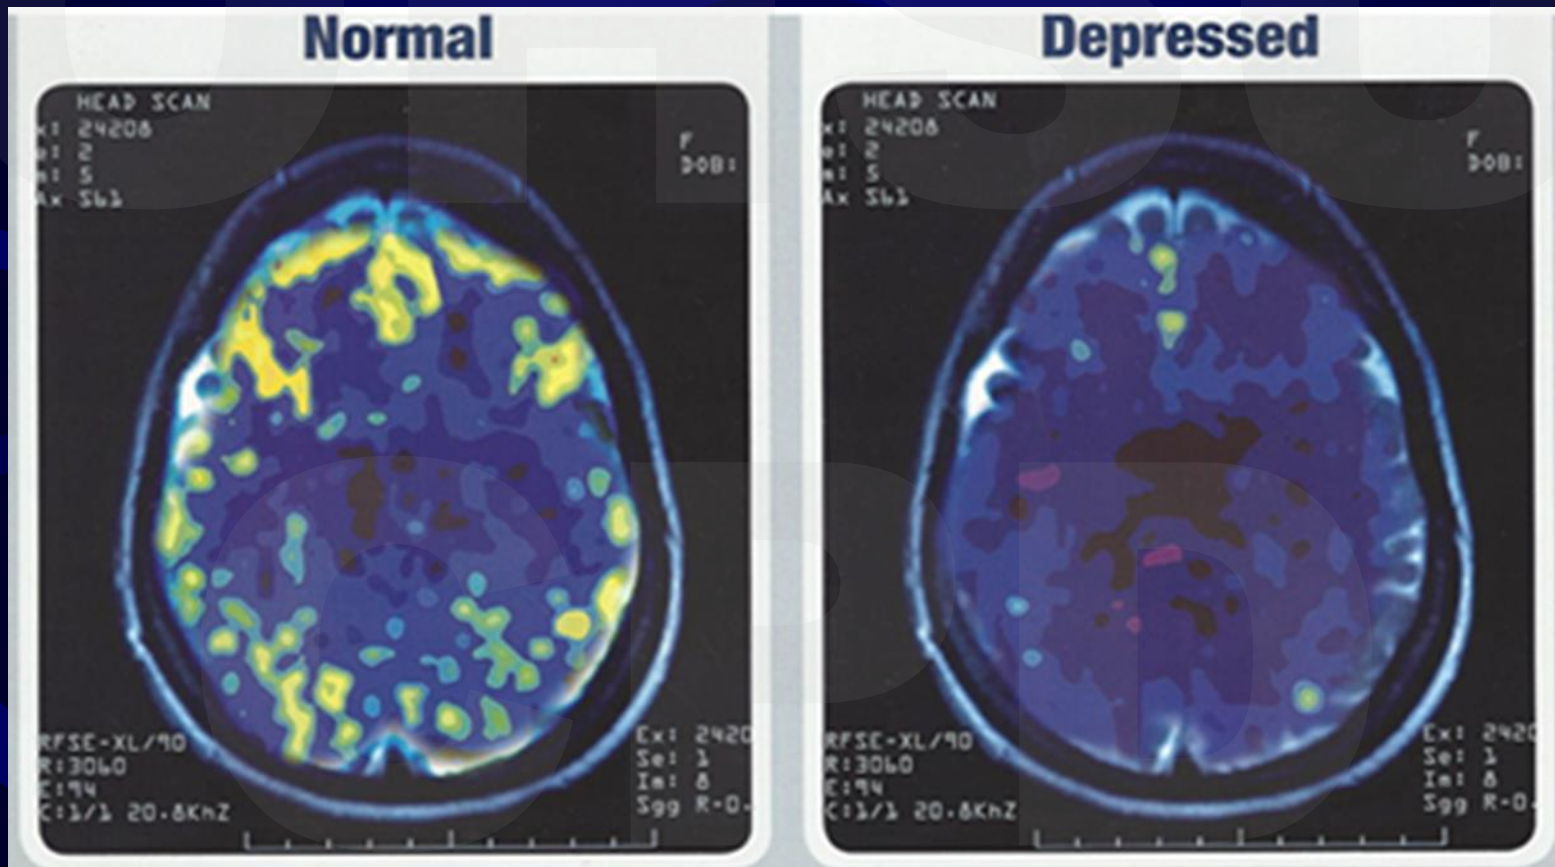 Normal
HEAD SCAN
x: 24208
e: 2
m: 5
Ax S61
F
DOB:
RFSE-XL/90
R:3060
E:94
C:1/1 20.8KhZ
Ex: 2420
Se: 1
Im: 8
Sgg R-0.
Depressed
HEAD SCAN
x: 24208
e: 2
m: 5
Ax S61
F
DOB:
RFSE-XL/90
R:3060
E:94
C:1/1 20.8KhZ
Ex: 2420
Se: 1
Im: 8
Sgg R-0.